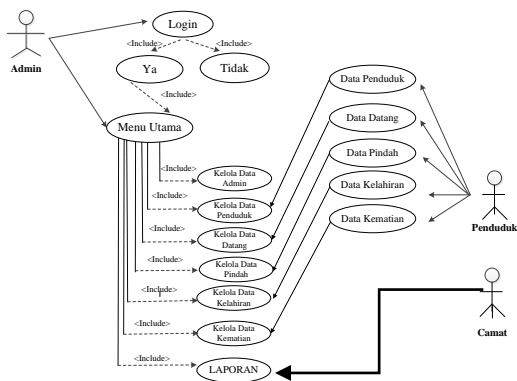 Login
<Include>
<Include>
Admin
Ya
Tidak
<Include>
Menu Utama
Data Penduduk
Data Datang
Data Pindah
Data Kelahiran
Data Kematian
Penduduk
<Include>
Kelola Data
Admin
<Include>
Kelola Data
Penduduk
<Include>
Kelola Data
Datang
<Include>
Kelola Data
Pindah
<Include>
Kelola Data
Kelahiran
<Include>
Kelola Data
Kematian
<Include>
LAPORAN
Camat